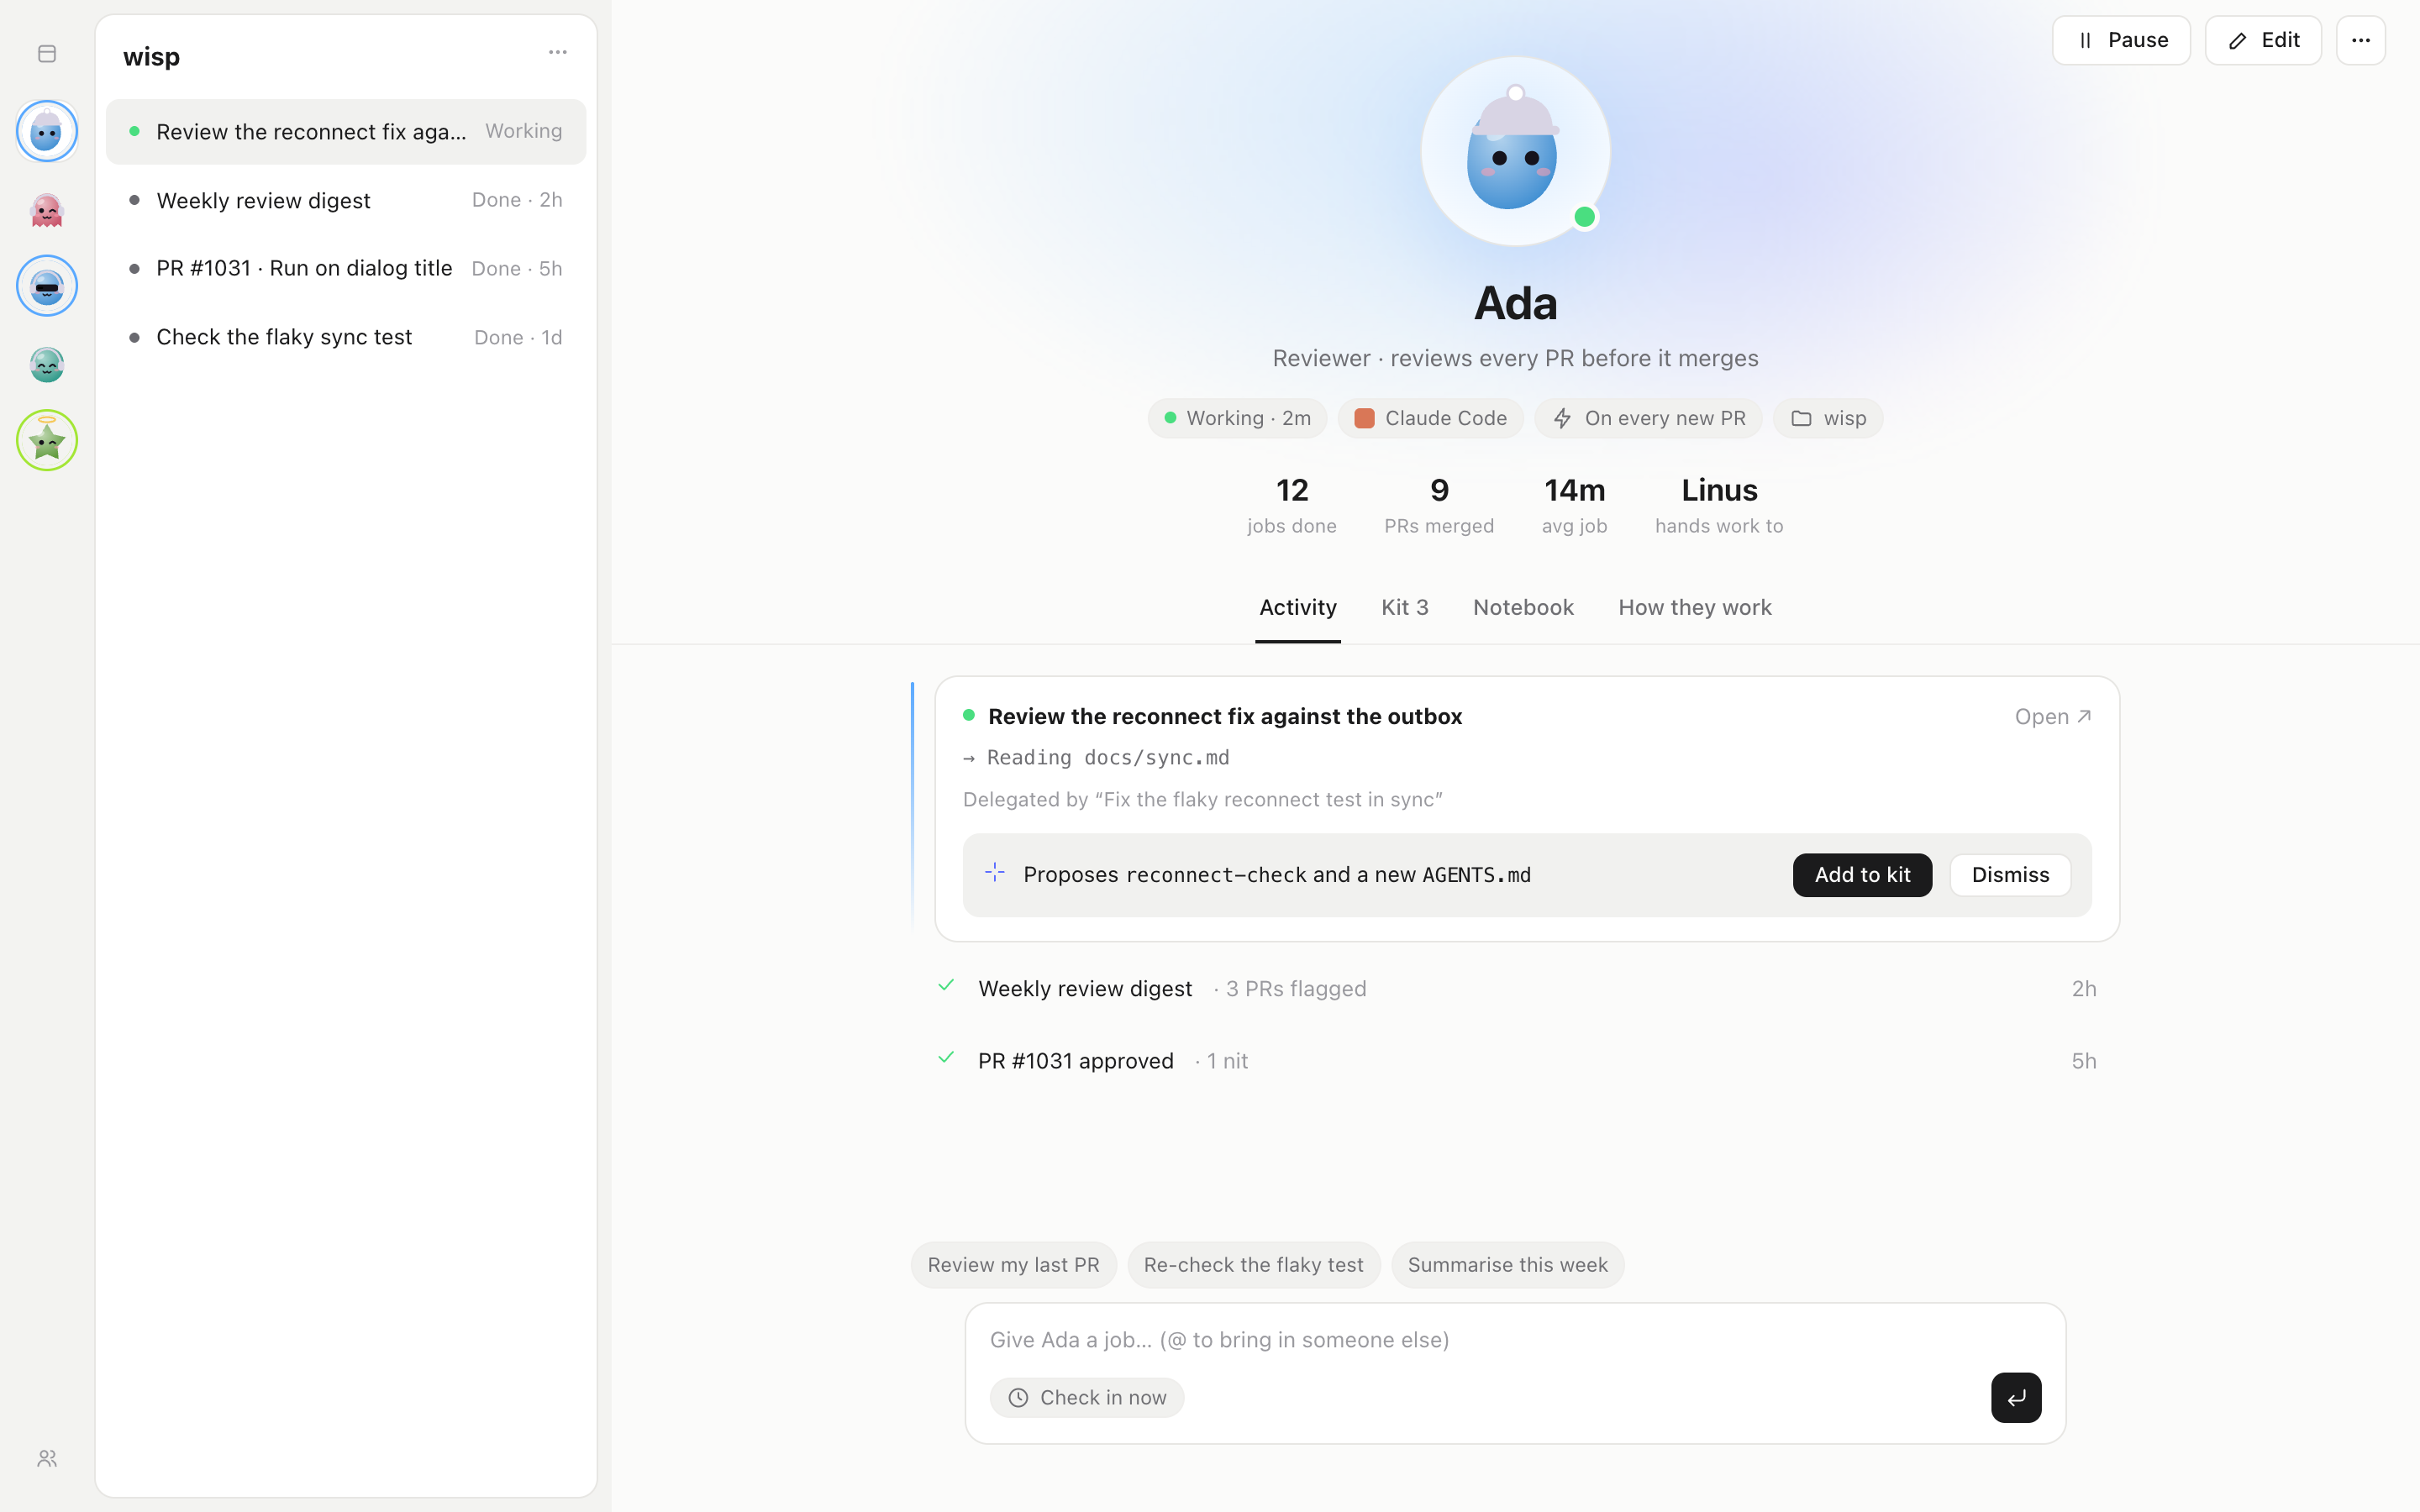 wisp
Review the reconnect fix aga... Working
Weekly review digest Done · 2h
PR #1031 · Run on dialog title Done · 5h
Check the flaky sync test Done · 1d
Pause Edit
Ada
Reviewer · reviews every PR before it merges
Working · 2m Claude Code On every new PR wisp
12 9 14m Linus
jobs done PRs merged avg job hands work to
Activity Kit 3 Notebook How they work
Review the reconnect fix against the outbox Open ↗
→ Reading docs/sync.md
Delegated by “Fix the flaky reconnect test in sync”
Proposes reconnect-check and a new AGENTS.md Add to kit Dismiss
Weekly review digest · 3 PRs flagged 2h
PR #1031 approved · 1 nit 5h
Review my last PR Re-check the flaky test Summarise this week
Give Ada a job... (@ to bring in someone else)
Check in now